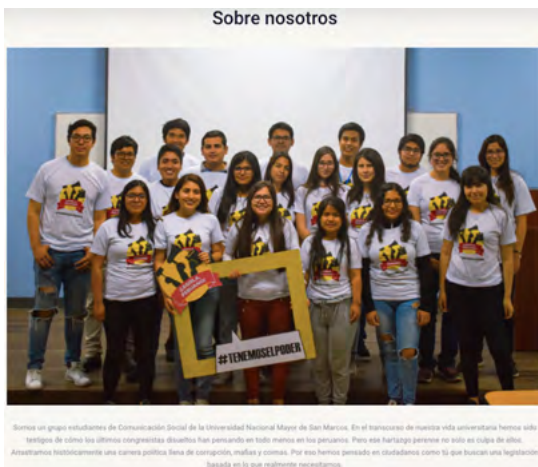 Sobre nosotros
#TENEMOSELPODER
Somos un grupo estudiantes de Comunicación Social de la Universidad Nacional Mayor de San Marcos. En el transcurso de nuestra vida universitaria hemos sido
testigos de cómo los últimos congresistas disueltos han pensando en todo menos en los peruanos. Pero ese hartazgo perenne no solo es culpa de ellos.
Arrastramos históricamente una carrera política llena de corrupción, mafias y coimas. Por eso hemos pensado en ciudadanos como tú que buscan una legislación
basada en lo que realmente necesitamos.